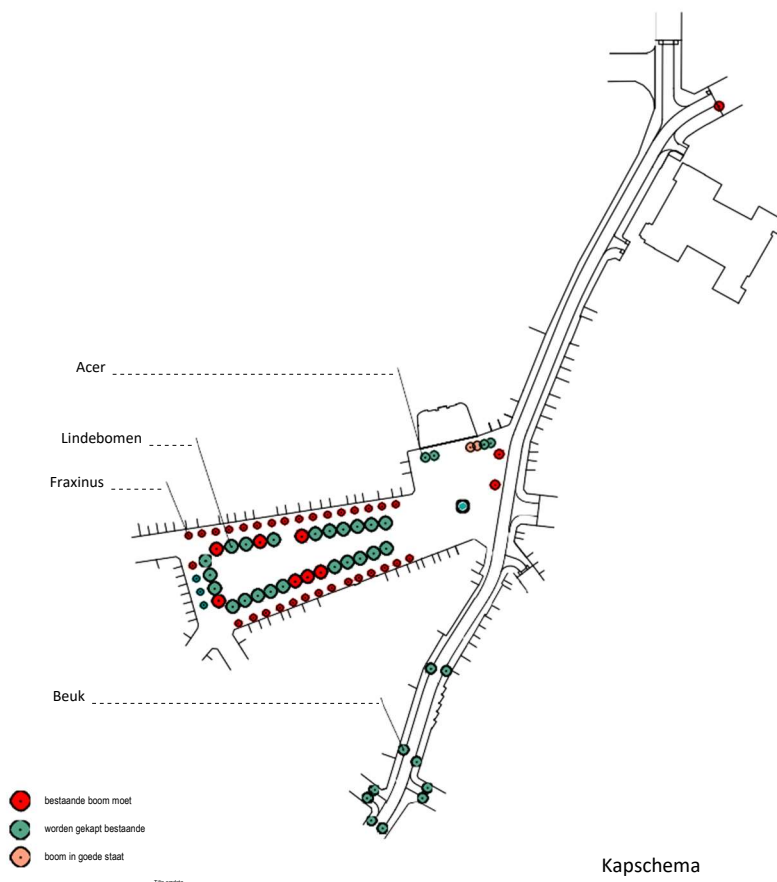 Acer
Lindebomen
Fraxinus
Beuk
bestaande boom moet
worden gekapt bestaande
boom in goede staat
Kapschema